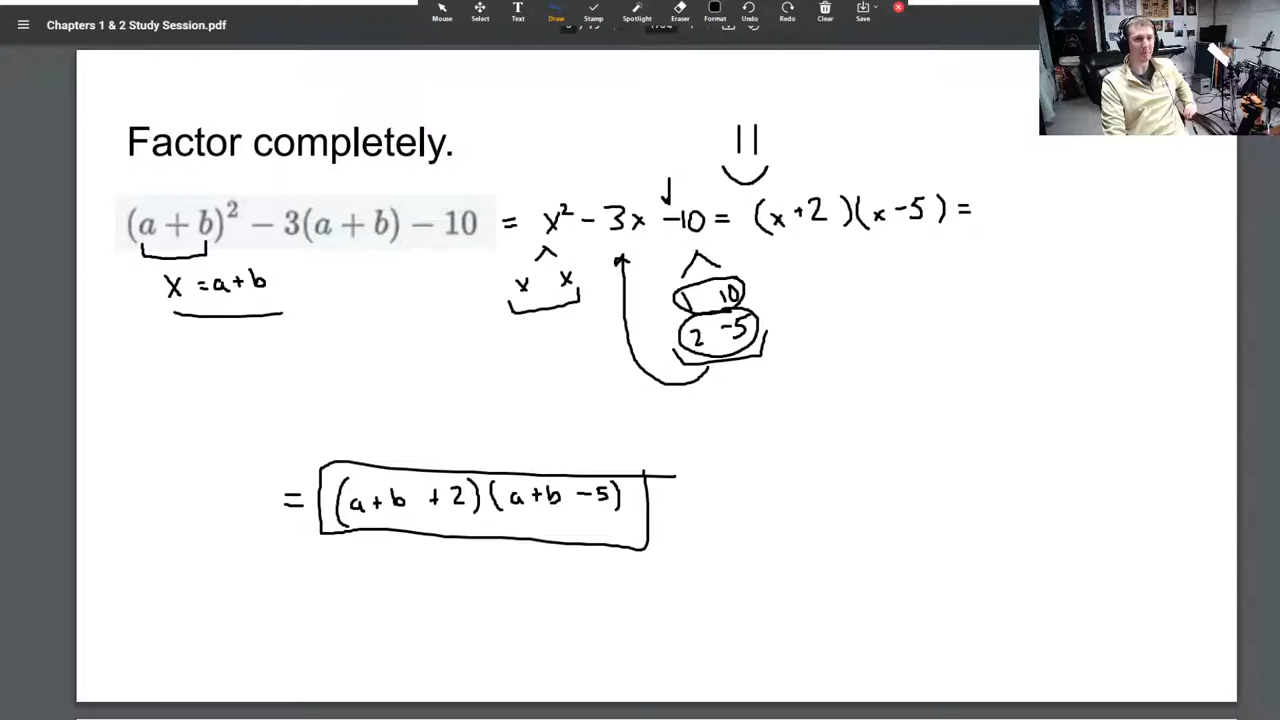 Chapters 1 & 2 Study Session.pdf
Mouse Select Text Draw Stamp Spotlight Eraser Format Undo Redo Clear Save
Factor completely.
(a + b)² − 3(a + b) − 10 = x² − 3x −10 = (x+2)(x−5) =
x = a+b
x x
1 10
2 −5
= (a+b +2)(a+b −5)